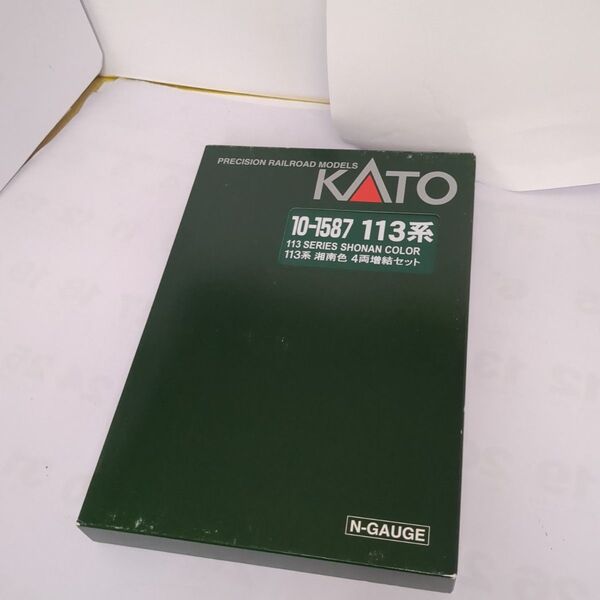 PRECISION RAILROAD MODELS
KATO
10-1587 113系
113 SERIES SHONAN COLOR
113系 湘南色 4両増結セット
N-GAUGE